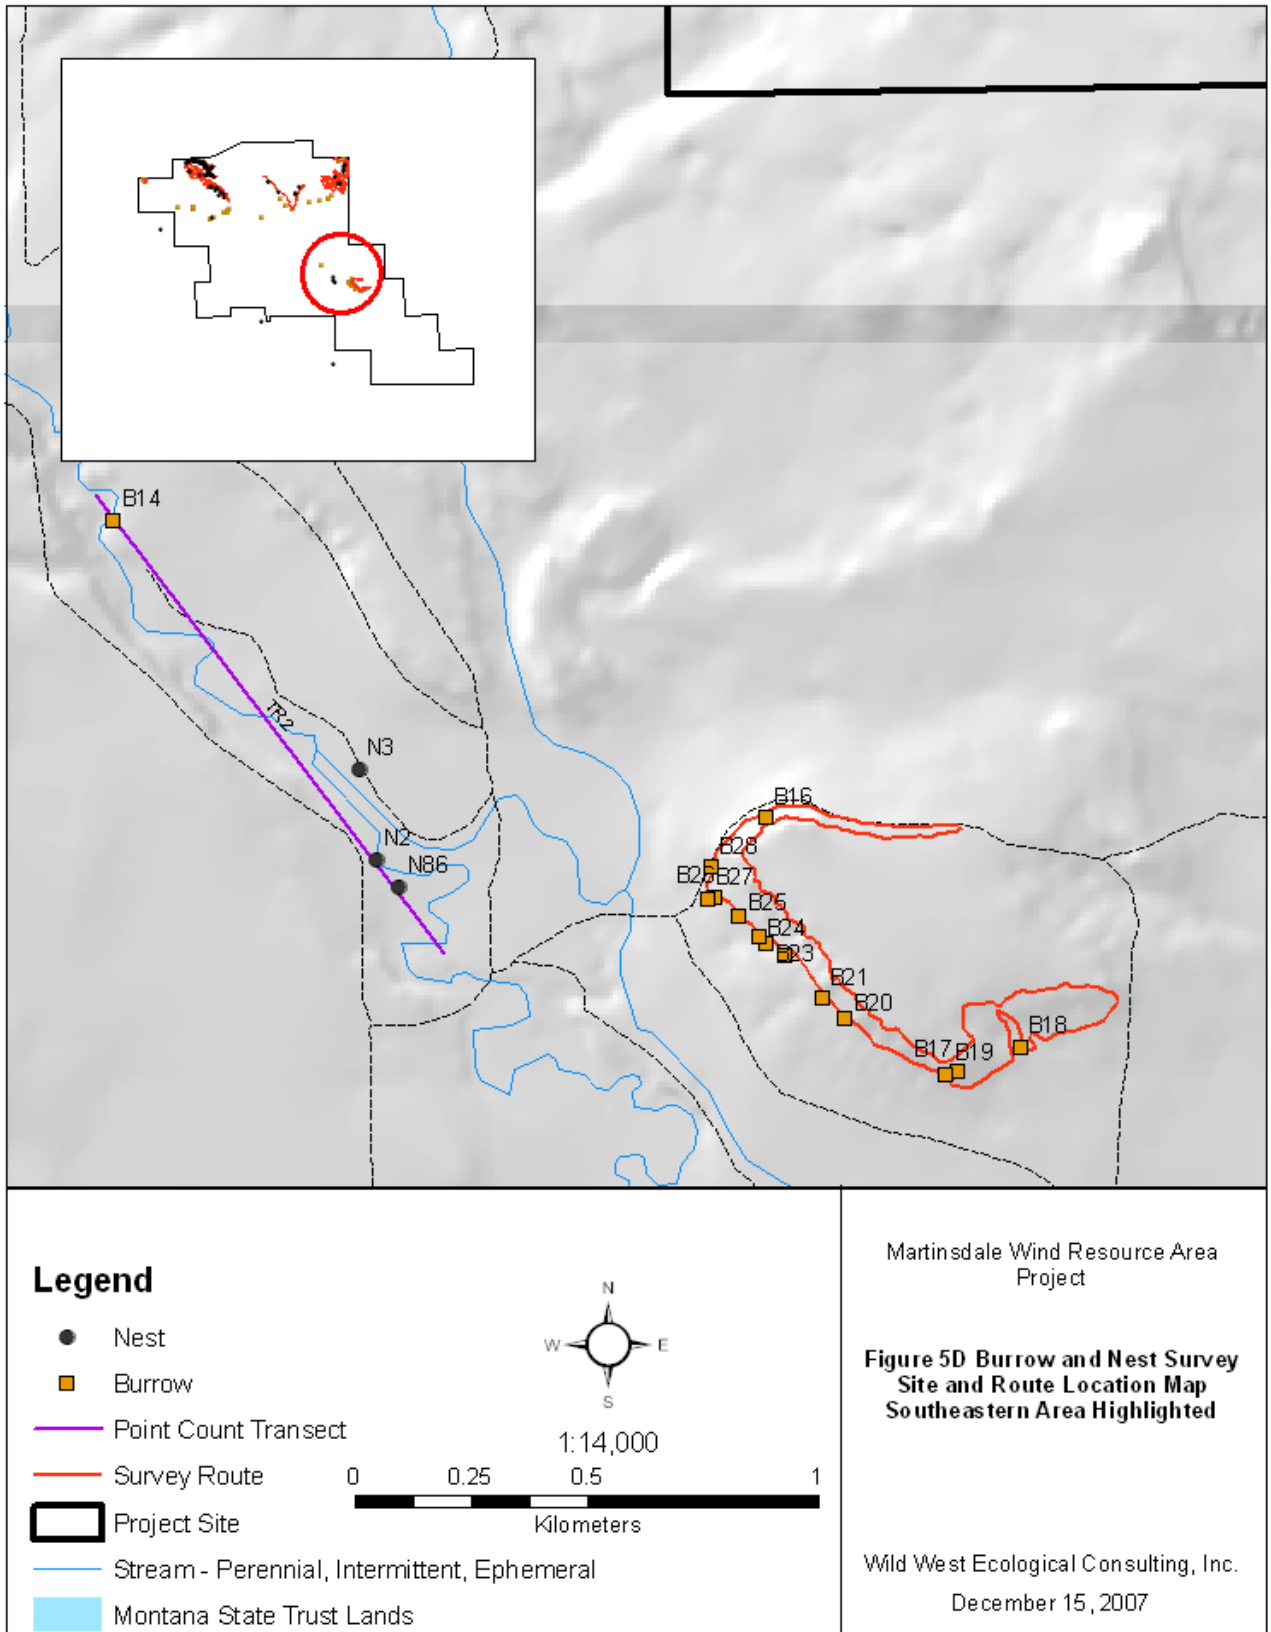 B14
TR2
N3
N2
N86
B16
B28
B27
B25
B24
B23
B21
B20
B18
B17
B19
Legend
Nest
Burrow
Point Count Transect
Survey Route
Project Site
Stream - Perennial, Intermittent, Ephemeral
Montana State Trust Lands
N
W
E
S
1:14,000
0 0.25 0.5 1
Kilometers
Martinsdale Wind Resource Area
Project
Figure 5D Burrow and Nest Survey
Site and Route Location Map
Southeastern Area Highlighted
Wild West Ecological Consulting, Inc.
December 15, 2007